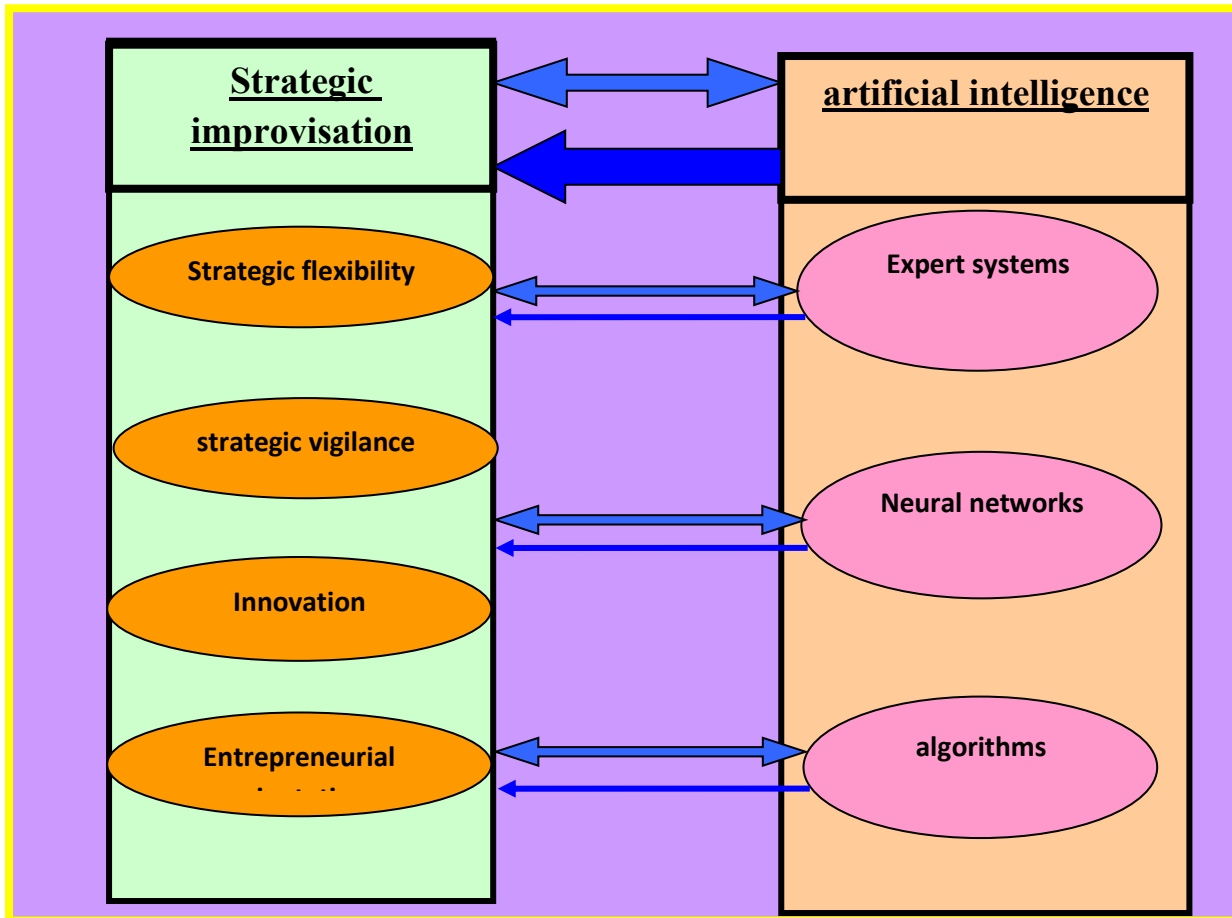 Strategic
improvisation
Strategic flexibility
strategic vigilance
Innovation
Entrepreneurial
artificial intelligence
Expert systems
Neural networks
algorithms